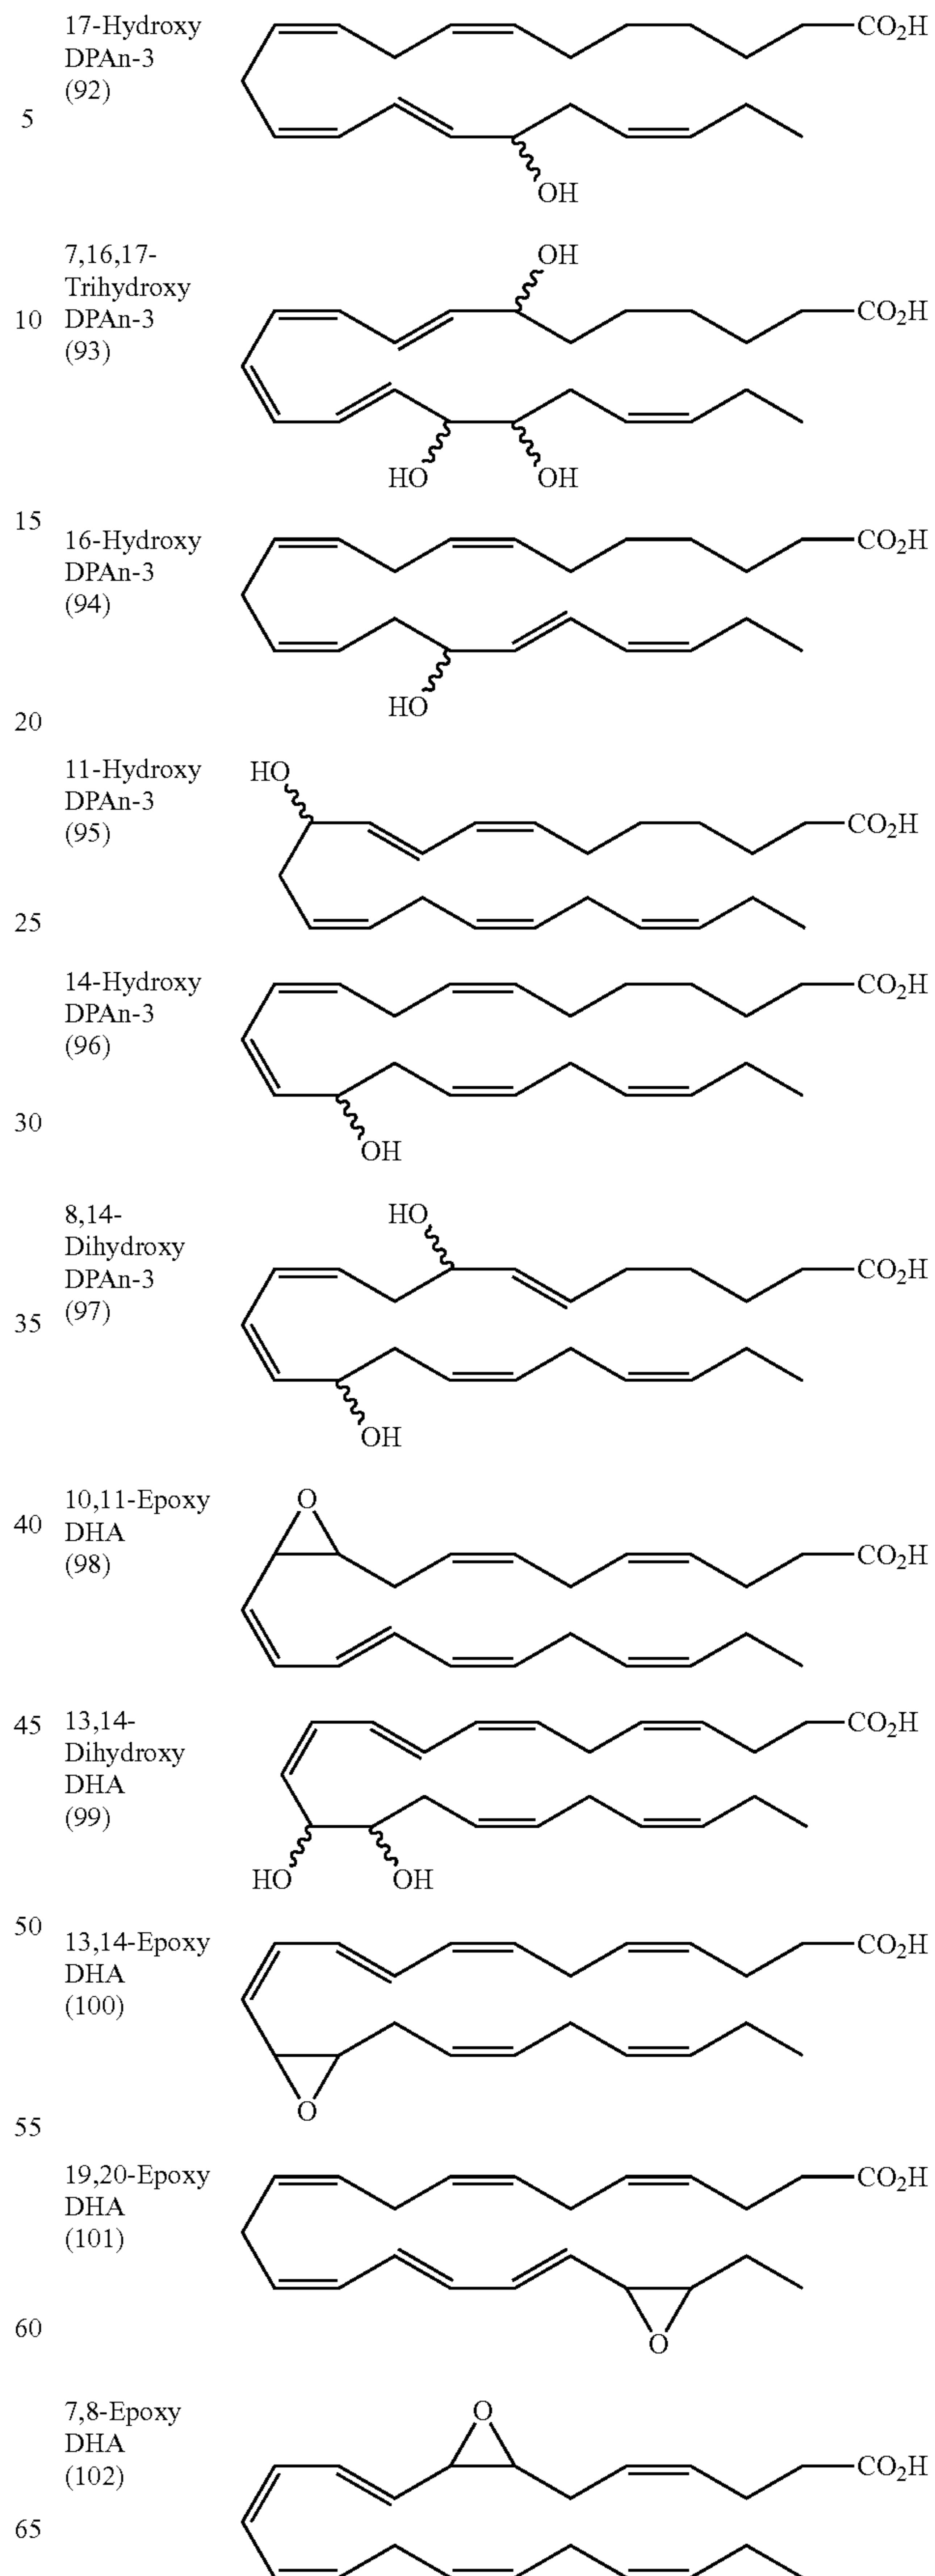 17-Hydroxy
CO2H
DPAn-3
(92)
5
OH
7,16,17-
OH
Trihydroxy
10
DPAn-3
CO2H
(93)
HO
OH
15
16-Hydroxy
CO2H
DPAn-3
(94)
HO
20
11-Hydroxy
HO
DPAn-3
CO2H
(95)
25
14-Hydroxy
CO2H
DPAn-3
(96)
30
OH
8,14-
HO
Dihydroxy
DPAn-3
CO2H
(97)
35
OH
10,11-Epoxy
O
40
DHA
(98)
CO2H
45
13,14-
CO2H
Dihydroxy
DHA
(99)
HO
OH
50
13,14-Epoxy
CO2H
DHA
(100)
O
55
19,20-Epoxy
CO2H
DHA
(101)
60
O
7,8-Epoxy
O
DHA
(102)
CO2H
65